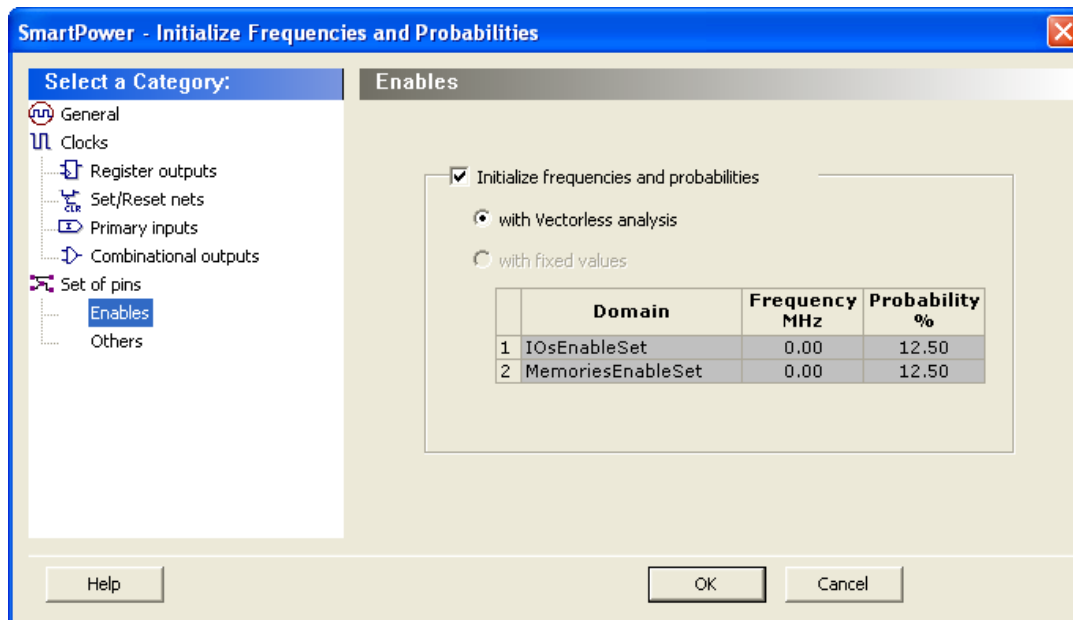 SmartPower - Initialize Frequencies and Probabilities
Select a Category:
General
Clocks
Register outputs
CLR
Set/Reset nets
Primary inputs
Combinational outputs
Set of pins
Enables
Others
Enables
Initialize frequencies and probabilities
with Vectorless analysis
with fixed values
Domain Frequency MHz Probability %
1 IOsEnableSet 0.00 12.50
2 MemoriesEnableSet 0.00 12.50
Help OK Cancel